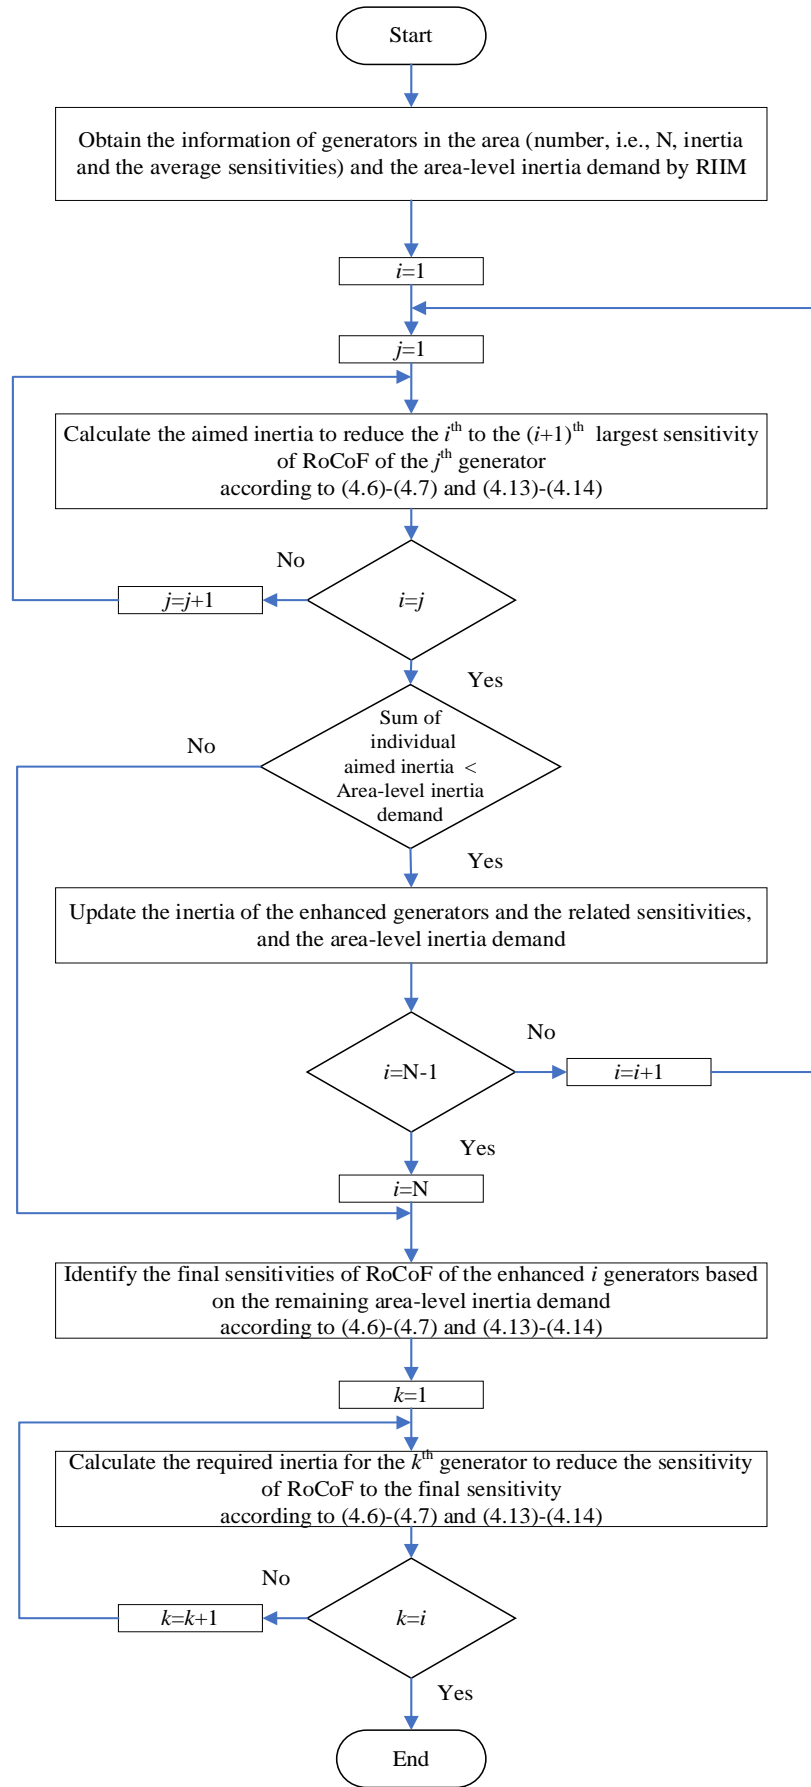 Start
Obtain the information of generators in the area (number, i.e., N, inertia
and the average sensitivities) and the area-level inertia demand by RIIM
i=1
j=1
Calculate the aimed inertia to reduce the i^th to the (i+1)^th largest sensitivity
of RoCoF of the j^th generator
according to (4.6)-(4.7) and (4.13)-(4.14)
No
j=j+1
i=j
Yes
No
Sum of
individual
aimed inertia <
Area-level inertia
demand
Yes
Update the inertia of the enhanced generators and the related sensitivities,
and the area-level inertia demand
No
i=N-1
i=i+1
Yes
i=N
Identify the final sensitivities of RoCoF of the enhanced i generators based
on the remaining area-level inertia demand
according to (4.6)-(4.7) and (4.13)-(4.14)
k=1
Calculate the required inertia for the k^th generator to reduce the sensitivity
of RoCoF to the final sensitivity
according to (4.6)-(4.7) and (4.13)-(4.14)
No
k=k+1
k=i
Yes
End